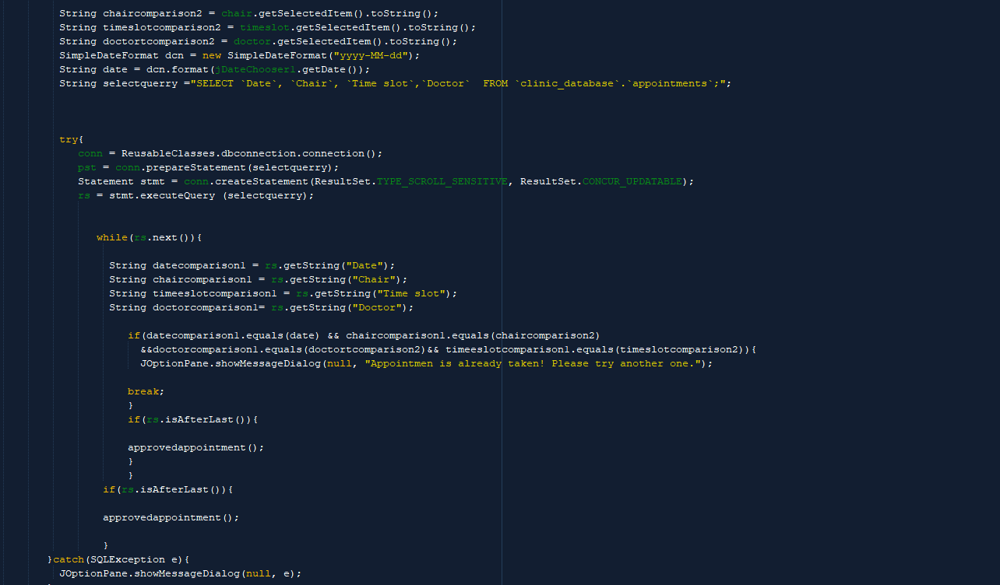 String chaircomparison2 = chair.getSelectedItem().toString();
String timeslotcomparison2 = timeslot.getSelectedItem().toString();
String doctortcomparison2 = doctor.getSelectedItem().toString();
SimpleDateFormat dcn = new SimpleDateFormat("yyyy-MM-dd");
String date = dcn.format(jDateChooser1.getDate());
String selectquerry ="SELECT `Date`, `Chair`, `Time slot`,`Doctor`  FROM `clinic_database`.`appointments`;";
try{
conn = ReusableClasses.dbconnection.connection();
pst = conn.prepareStatement(selectquerry);
Statement stmt = conn.createStatement(ResultSet.TYPE_SCROLL_SENSITIVE, ResultSet.CONCUR_UPDATABLE);
rs = stmt.executeQuery (selectquerry);
while(rs.next()){
String datecomparison1 = rs.getString("Date");
String chaircomparison1 = rs.getString("Chair");
String timeeslotcomparison1 = rs.getString("Time slot");
String doctorcomparison1= rs.getString("Doctor");
if(datecomparison1.equals(date) && chaircomparison1.equals(chaircomparison2)
&&doctorcomparison1.equals(doctortcomparison2)&& timeeslotcomparison1.equals(timeslotcomparison2)){
JOptionPane.showMessageDialog(null, "Appointmen is already taken! Please try another one.");
break;
}
if(rs.isAfterLast()){
approvedappointment();
}
}
if(rs.isAfterLast()){
approvedappointment();
}
}catch(SQLException e){
JOptionPane.showMessageDialog(null, e);